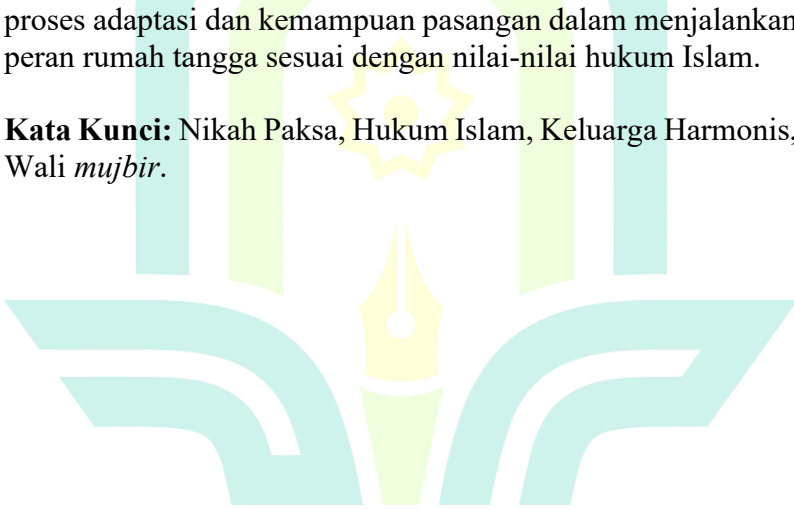 proses adaptasi dan kemampuan pasangan dalam menjalankan
peran rumah tangga sesuai dengan nilai-nilai hukum Islam.
Kata Kunci: Nikah Paksa, Hukum Islam, Keluarga Harmonis,
Wali mujbir.